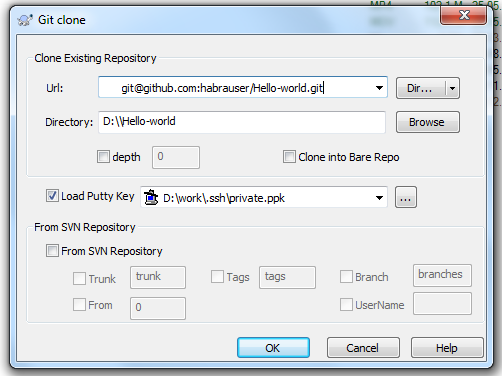 Git clone
Clone Existing Repository
Url: git@github.com:habrauser/Hello-world.git Dir...
Directory: D:\\Hello-world Browse
depth 0 Clone into Bare Repo
Load Putty Key D:\work\.ssh\private.ppk ...
From SVN Repository
From SVN Repository
Trunk trunk Tags tags Branch branches
From 0 UserName
OK Cancel Help